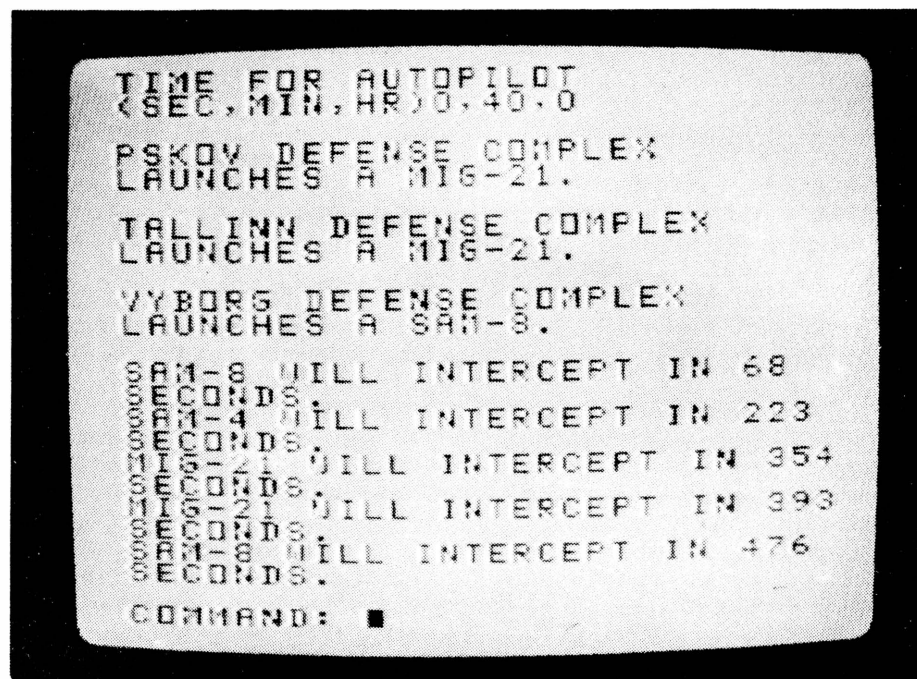 TIME FOR AUTOPILOT
(SEC,MIN,HR)0,40,0
PSKOV DEFENSE COMPLEX
LAUNCHES A MIG-21.
TALLINN DEFENSE COMPLEX
LAUNCHES A MIG-21.
VYBORG DEFENSE COMPLEX
LAUNCHES A SAM-8.
SAM-8 WILL INTERCEPT IN 68
SECONDS.
SAM-4 WILL INTERCEPT IN 223
SECONDS.
MIG-21 WILL INTERCEPT IN 354
SECONDS.
MIG-21 WILL INTERCEPT IN 393
SECONDS.
SAM-8 WILL INTERCEPT IN 476
SECONDS.
COMMAND: